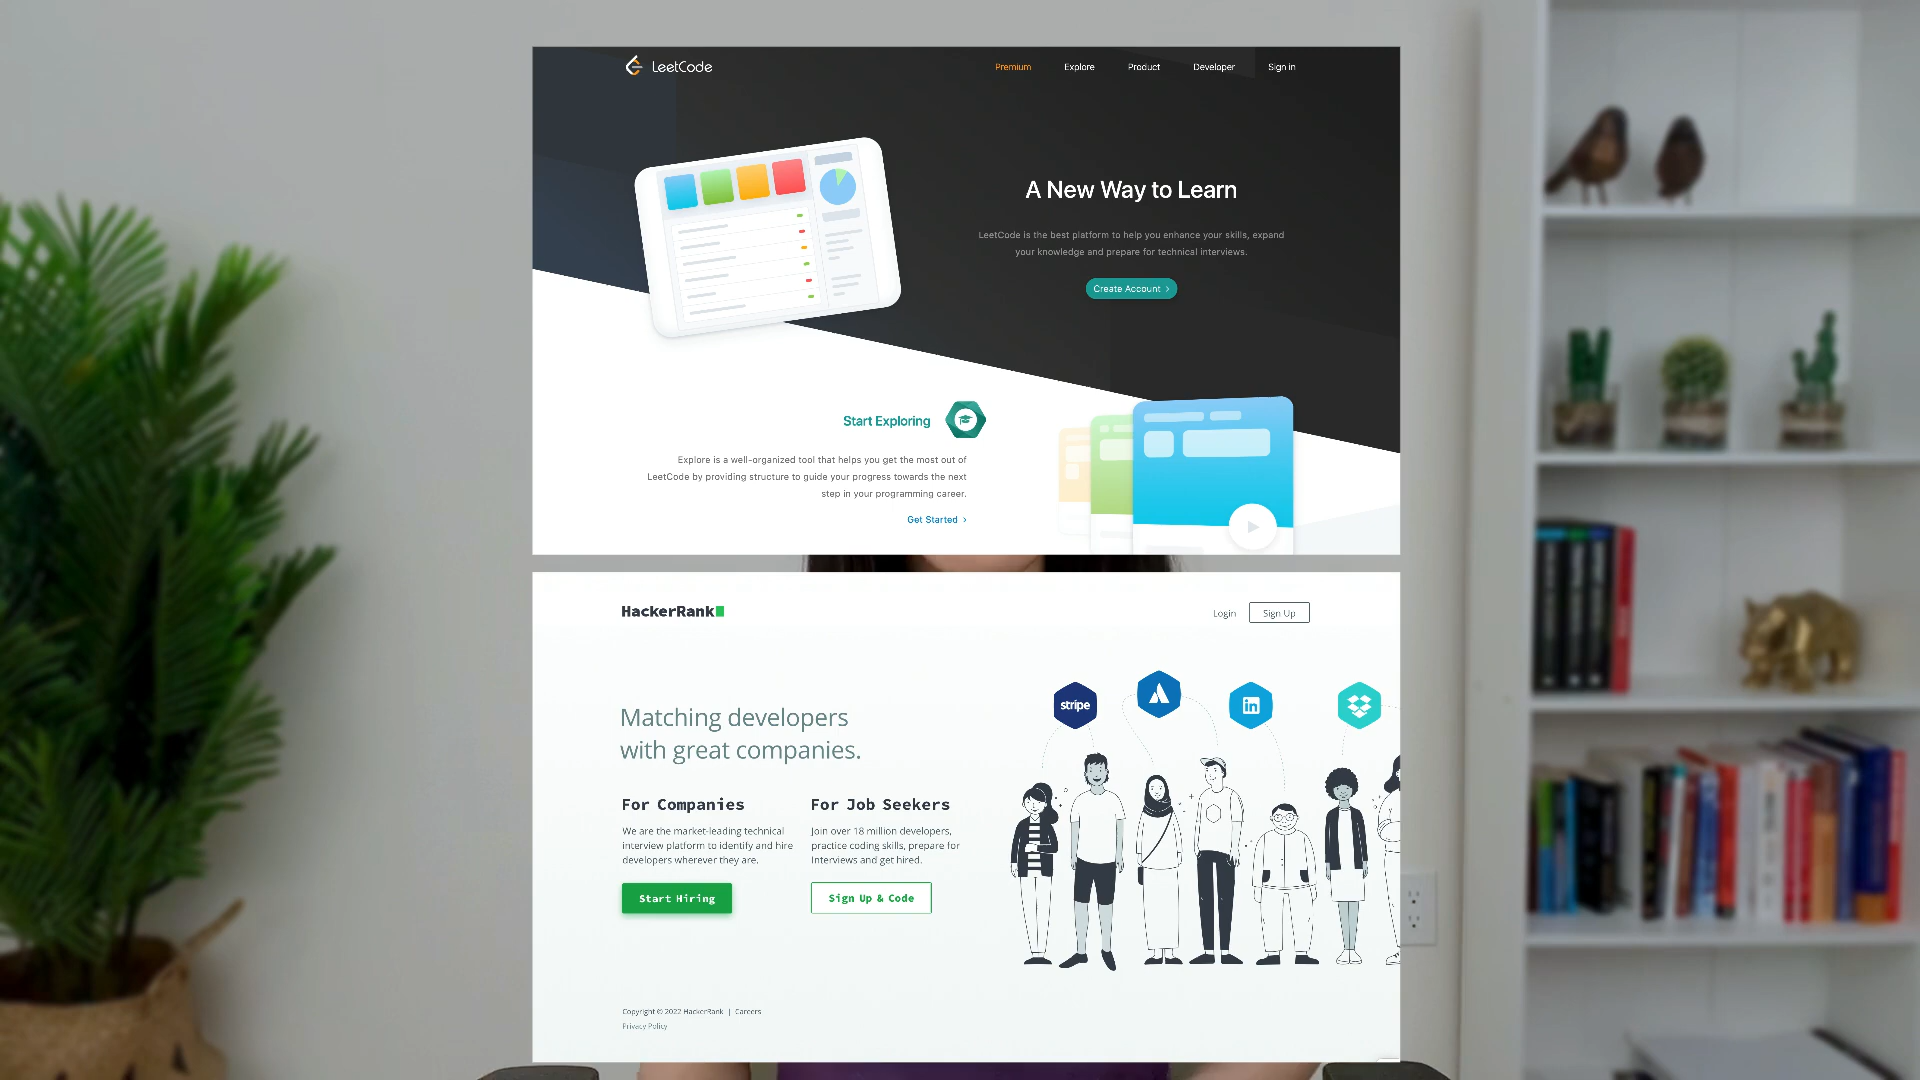 LeetCode
Premium Explore Product Developer Sign in
A New Way to Learn
LeetCode is the best platform to help you enhance your skills, expand
your knowledge and prepare for technical interviews.
Create Account
Start Exploring
Explore is a well-organized tool that helps you get the most out of
LeetCode by providing structure to guide your progress towards the next
step in your programming career.
Get Started
HackerRank
Login Sign Up
stripe
in
Matching developers
with great companies.
For Companies
We are the market-leading technical
interview platform to identify and hire
developers wherever they are.
Start Hiring
For Job Seekers
Join over 18 million developers,
practice coding skills, prepare for
interviews and get hired.
Sign Up & Code
Copyright © 2022 HackerRank | Careers
Privacy Policy